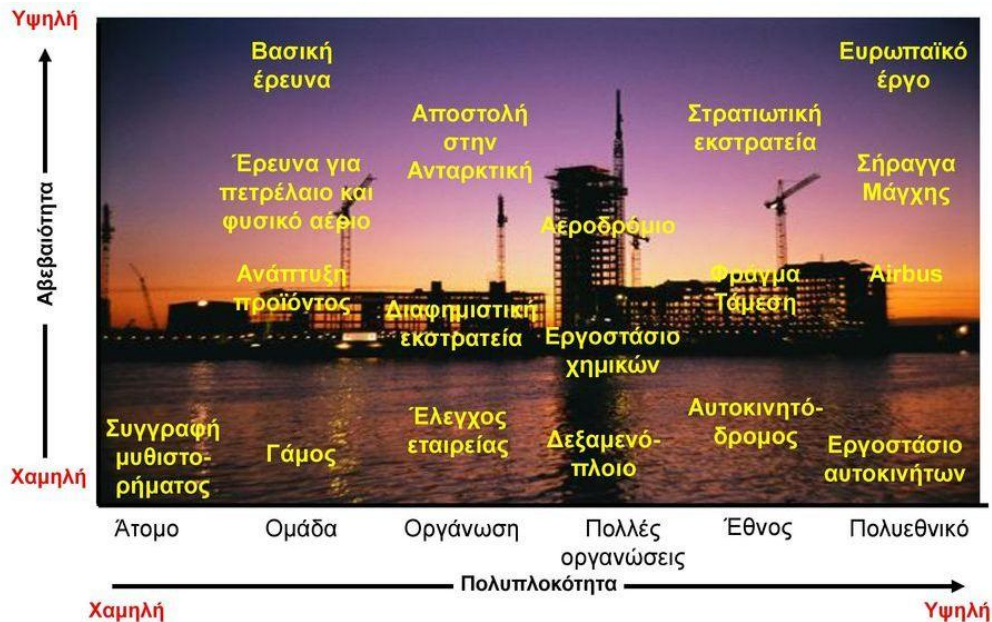 Υψηλή
Αβεβαιότητα
Χαμηλή
Βασική
έρευνα
Ευρωπαϊκό
έργο
Αποστολή
στην
Ανταρκτική
Στρατιωτική
εκστρατεία
Έρευνα για
πετρέλαιο και
φυσικό αέριο
Σήραγγα
Μάγχης
Αεροδρόμιο
Ανάπτυξη
προϊόντος
Φράγμα
Τάμεση
Airbus
Διαφημιστική
εκστρατεία
Εργοστάσιο
χημικών
Συγγραφή
μυθιστο-
ρήματος
Γάμος
Έλεγχος
εταιρείας
Δεξαμενό-
πλοιο
Αυτοκινητό-
δρομος
Εργοστάσιο
αυτοκινήτων
Άτομο
Ομάδα
Οργάνωση
Πολλές
οργανώσεις
Έθνος
Πολυεθνικό
Πολυπλοκότητα
Χαμηλή
Υψηλή